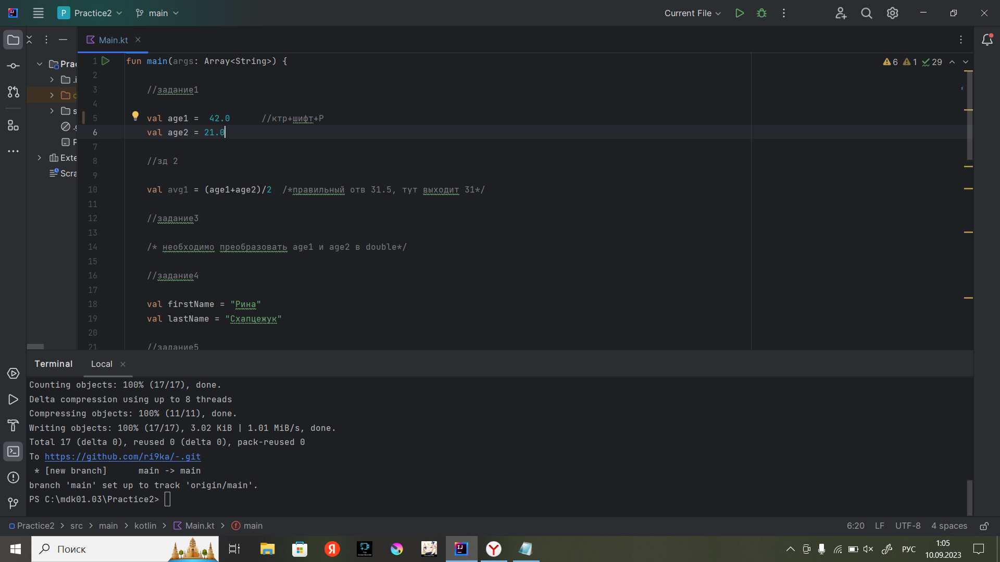 P Practice2 main Current File
Main.kt
Prac
.i
s
Exte
Scra
6 1 29
1 fun main(args: Array<String>) {
2
3 //задание1
4
5 val age1 =  42.0      //ктр+шифт+P
6 val age2 = 21.0
7
8 //зд 2
9
10 val avg1 = (age1+age2)/2  /*правильный отв 31.5, тут выходит 31*/
11
12 //задание3
13
14 /* необходимо преобразовать age1 и age2 в double*/
15
16 //задание4
17
18 val firstName = "Рина"
19 val lastName = "Схапцежук"
20
21 //задание5
Terminal Local
Counting objects: 100% (17/17), done.
Delta compression using up to 8 threads
Compressing objects: 100% (11/11), done.
Writing objects: 100% (17/17), 3.02 KiB | 1.01 MiB/s, done.
Total 17 (delta 0), reused 0 (delta 0), pack-reused 0
To https://github.com/ri9ka/-.git
 * [new branch]      main -> main
branch 'main' set up to track 'origin/main'.
PS C:\mdk01.03\Practice2>
Practice2 > src > main > kotlin > Main.kt > main 6:20 LF UTF-8 4 spaces
Поиск РУС 1:05
10.09.2023